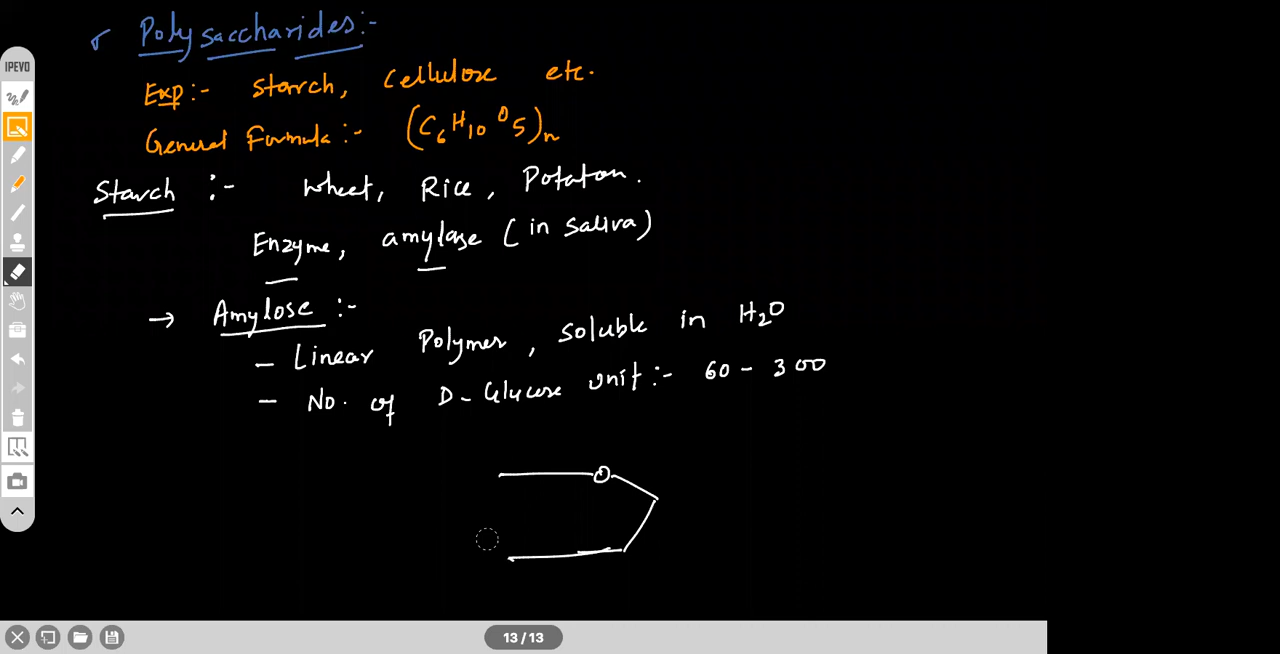 Polysaccharides:-
IPEVO
Exp:- Starch, Cellulose etc.
General Formula:- (C6H10O5)n
Starch :- Wheat, Rice, Potaton.
Enzyme, amylase (in saliva)
→ Amylose :-
- Linear Polymer, soluble in H2O
- No. of D-Glucose unit:- 60 - 300
O
13/13